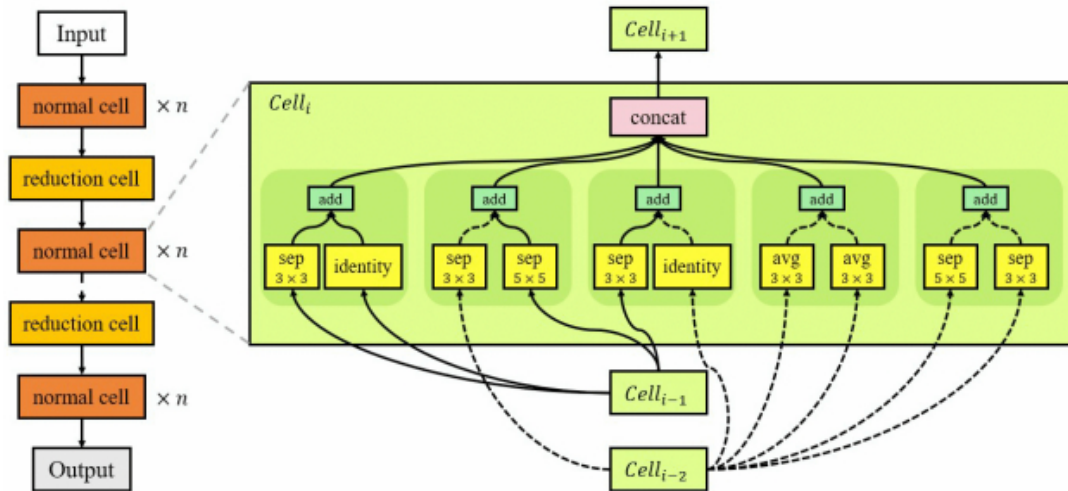 Input
normal cell
× n
reduction cell
normal cell
× n
reduction cell
normal cell
× n
Output
Cell_{i+1}
Cell_i
concat
add
add
add
add
add
sep
3 × 3
identity
sep
3 × 3
sep
5 × 5
sep
3 × 3
identity
avg
3 × 3
avg
3 × 3
sep
5 × 5
sep
3 × 3
Cell_{i−1}
Cell_{i−2}